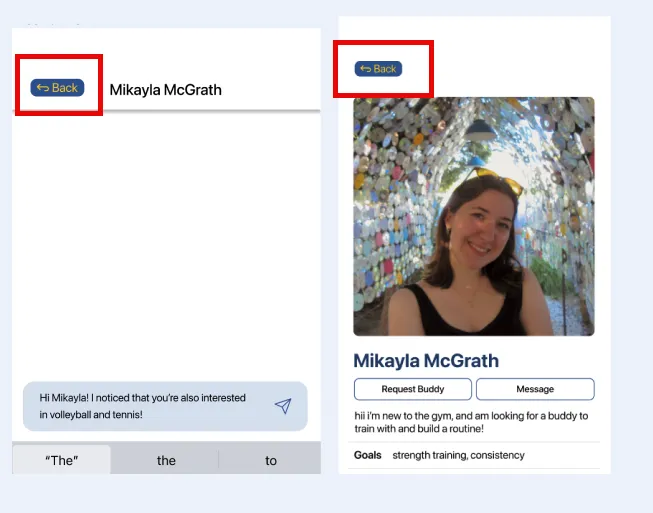 Back
Mikayla McGrath
Hi Mikayla! I noticed that you're also interested
in volleyball and tennis!
“The”
the
to
Back
Mikayla McGrath
Request Buddy
Message
hii i'm new to the gym, and am looking for a buddy to
train with and build a routine!
Goals strength training, consistency